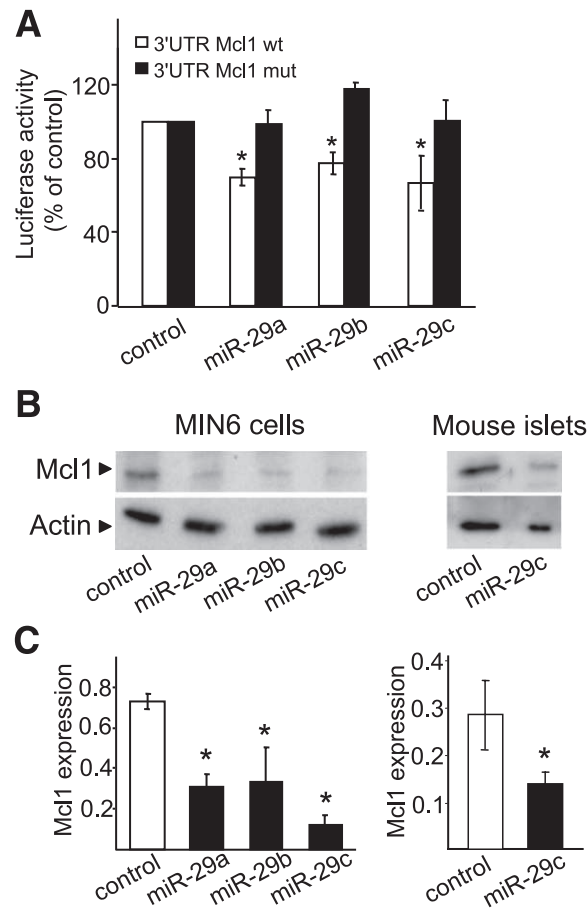 A
3'UTR Mcl1 wt
3'UTR Mcl1 mut
Luciferase activity
(% of control)
120
80
40
0
* * *
control miR-29a miR-29b miR-29c
B
MIN6 cells Mouse islets
Mcl1
Actin
control miR-29a miR-29b miR-29c control miR-29c
C
Mcl1 expression
0.8
0.6
0.4
0.2
* * *
control miR-29a miR-29b miR-29c
Mcl1 expression
0.4
0.3
0.2
0.1
*
control miR-29c